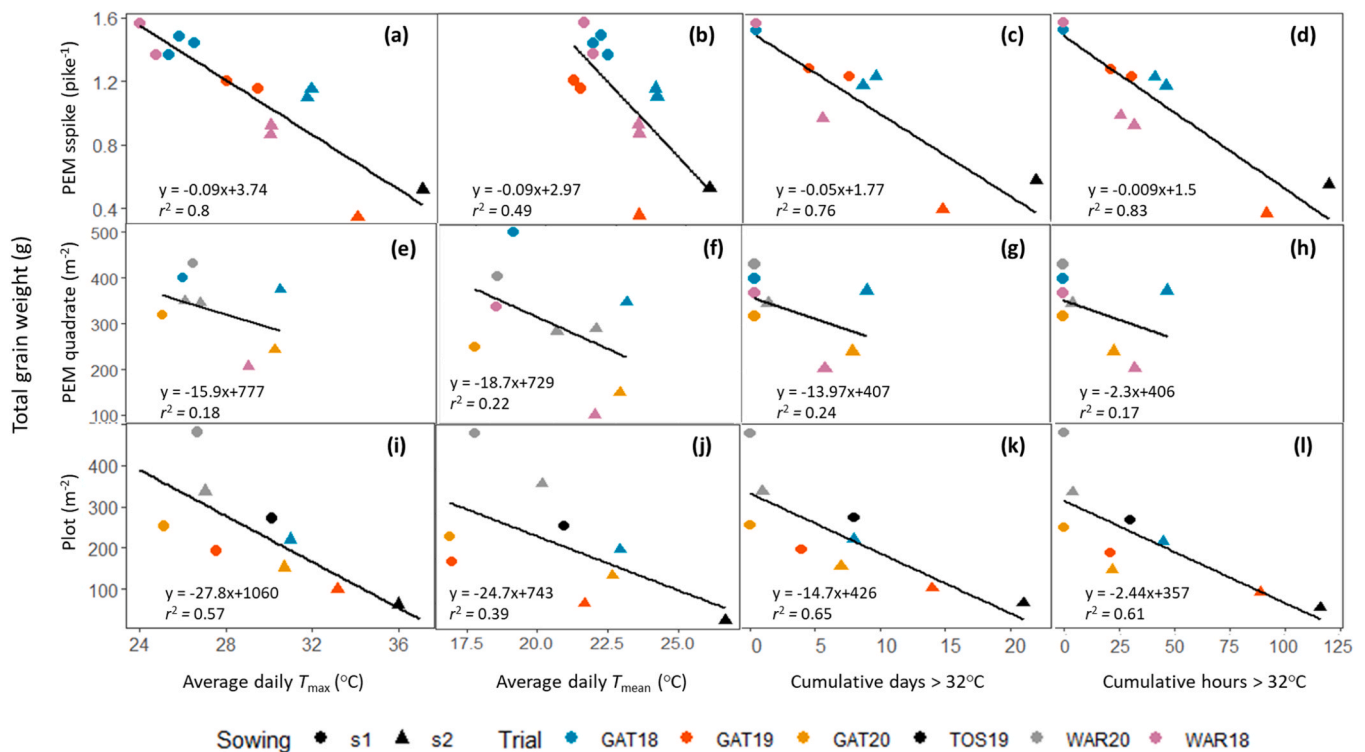 Total grain weight (g)
PEM sspike (pike⁻¹)
1.6
1.2
0.8
0.4
(a)
y = -0.09x+3.74
r² = 0.8
(b)
y = -0.09x+2.97
r² = 0.49
(c)
y = -0.05x+1.77
r² = 0.76
(d)
y = -0.009x+1.5
r² = 0.83
PEM quadrate (m⁻²)
500
400
300
200
100
(e)
y = -15.9x+777
r² = 0.18
(f)
y = -18.7x+729
r² = 0.22
(g)
y = -13.97x+407
r² = 0.24
(h)
y = -2.3x+406
r² = 0.17
Plot (m⁻²)
400
300
200
100
(i)
y = -27.8x+1060
r² = 0.57
(j)
y = -24.7x+743
r² = 0.39
(k)
y = -14.7x+426
r² = 0.65
(l)
y = -2.44x+357
r² = 0.61
24 28 32 36
17.5 20.0 22.5 25.0
0 5 10 15 20
0 25 50 75 100 125
Average daily Tmax (°C)
Average daily Tmean (°C)
Cumulative days > 32°C
Cumulative hours > 32°C
Sowing s1 s2 Trial GAT18 GAT19 GAT20 TOS19 WAR20 WAR18